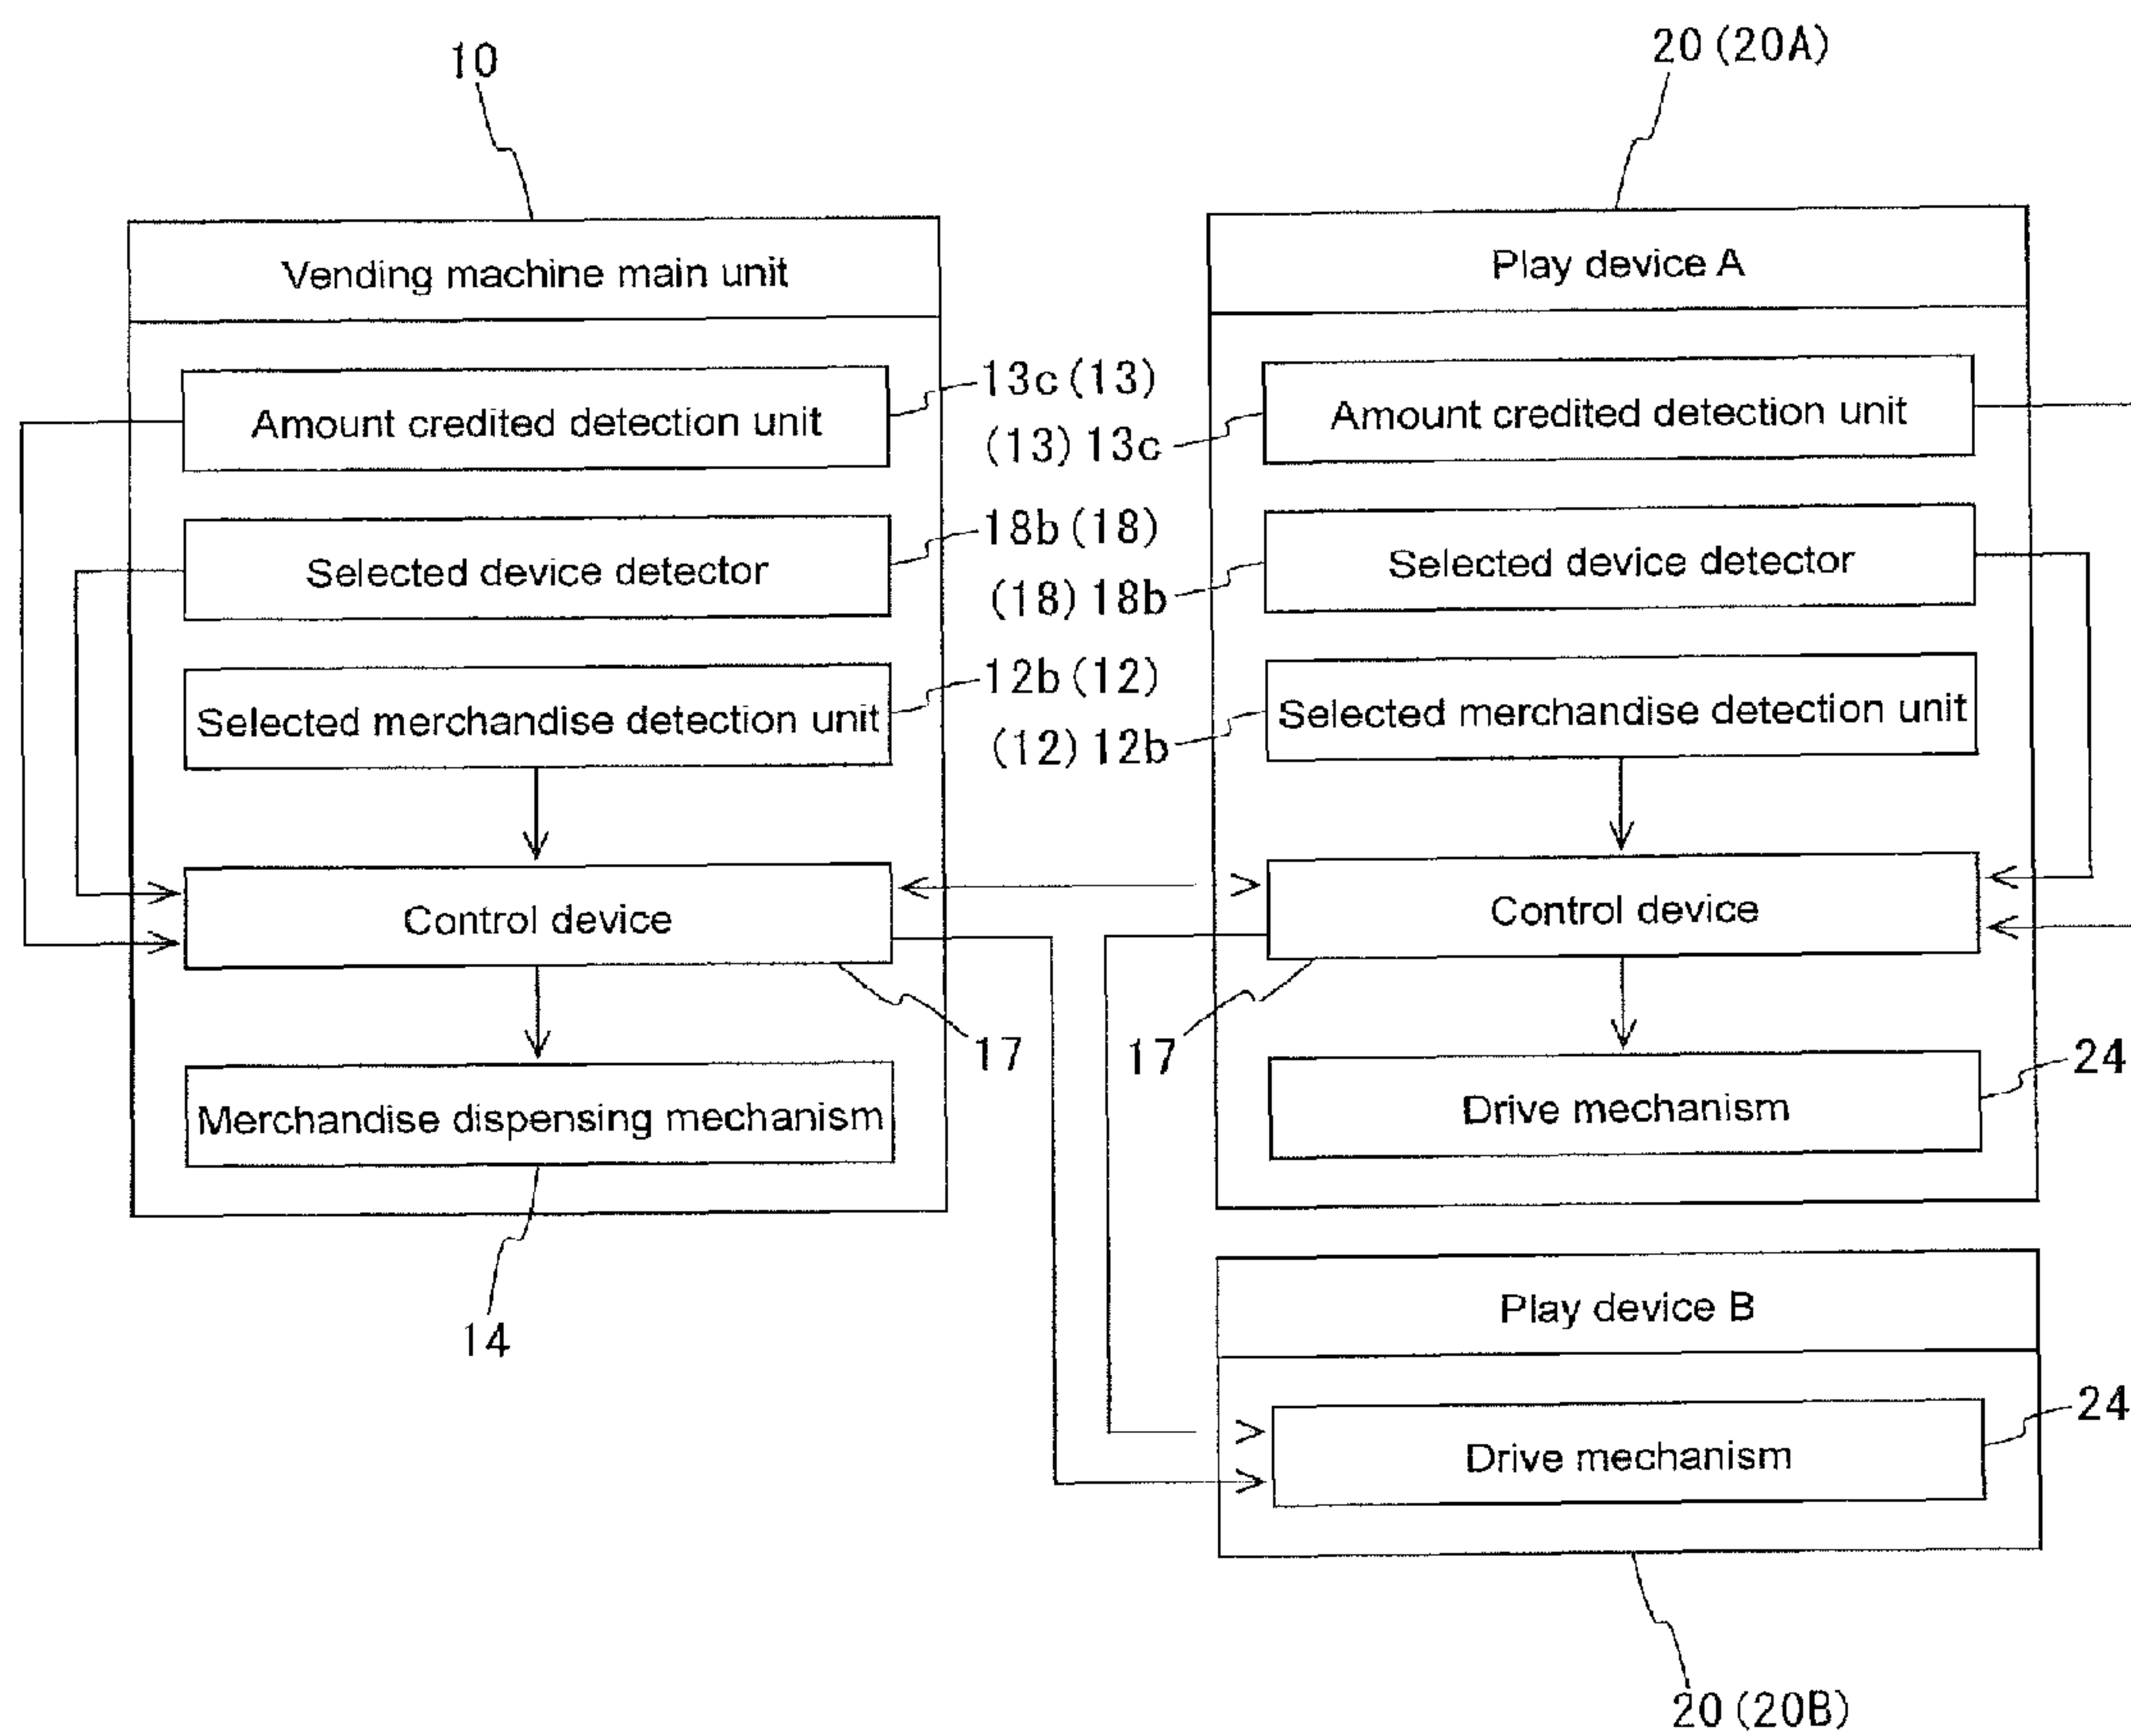 10
20 (20A)
Vending machine main unit
Play device A
Amount credited detection unit
13c (13)
(13) 13c
Amount credited detection unit
Selected device detector
18b (18)
(18) 18b
Selected device detector
Selected merchandise detection unit
12b (12)
(12) 12b
Selected merchandise detection unit
Control device
Control device
17
17
Merchandise dispensing mechanism
Drive mechanism
24
14
Play device B
Drive mechanism
24
20 (20B)